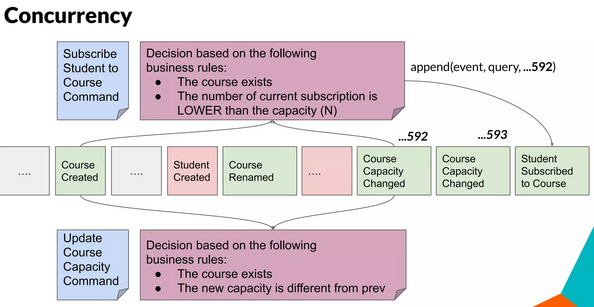 Concurrency
Subscribe
Student to
Course
Command
Decision based on the following
business rules:
● The course exists
● The number of current subscription is
LOWER than the capacity (N)
append(event, query, ...592)
...592
...593
....
Course
Created
....
Student
Created
Course
Renamed
....
Course
Capacity
Changed
Course
Capacity
Changed
Student
Subscribed
to Course
Update
Course
Capacity
Command
Decision based on the following
business rules:
● The course exists
● The new capacity is different from prev